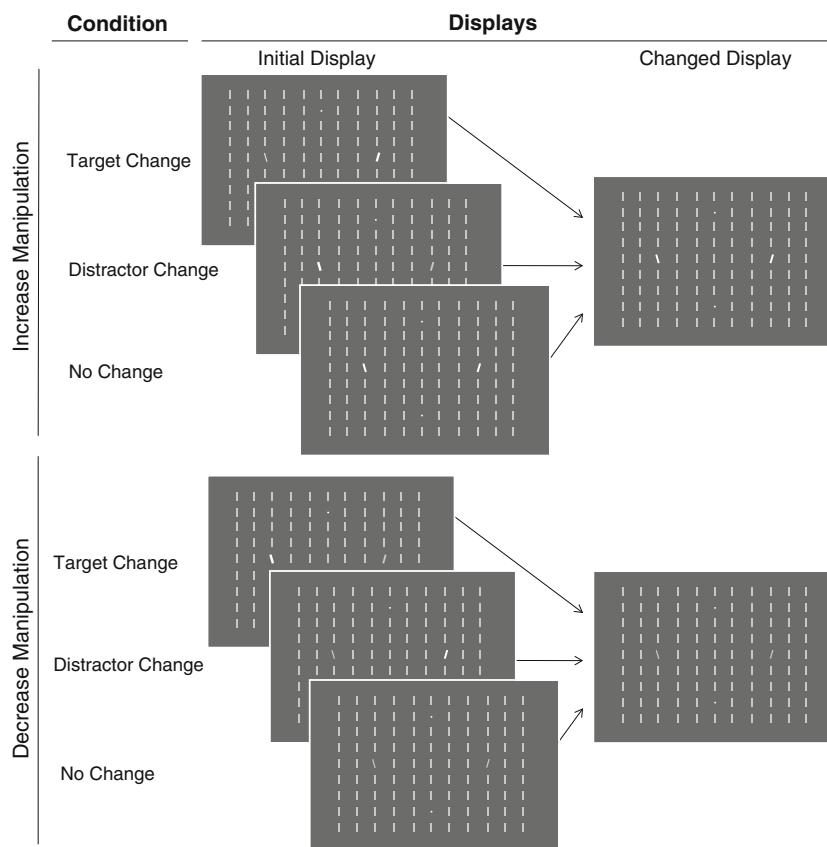 Condition
Displays
Initial Display
Changed Display
Increase Manipulation
Target Change
Distractor Change
No Change
Decrease Manipulation
Target Change
Distractor Change
No Change